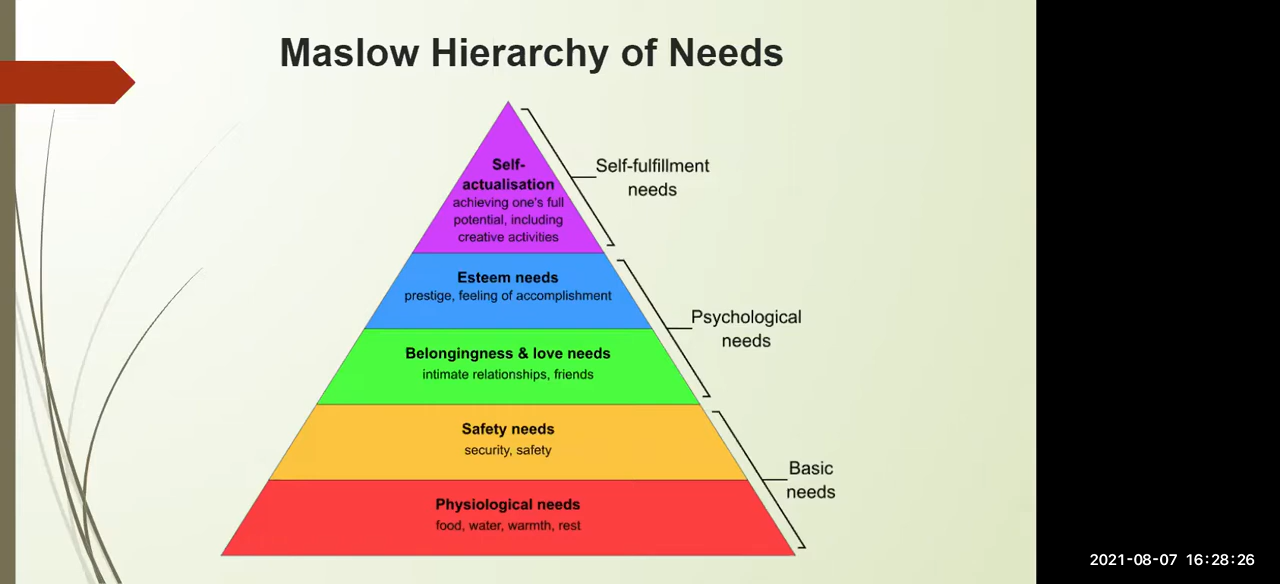 Maslow Hierarchy of Needs
Self-
actualisation
achieving one's full
potential, including
creative activities
Self-fulfillment
needs
Esteem needs
prestige, feeling of accomplishment
Psychological
needs
Belongingness & love needs
intimate relationships, friends
Safety needs
security, safety
Basic
needs
Physiological needs
food, water, warmth, rest
2021-08-07 16:28:26